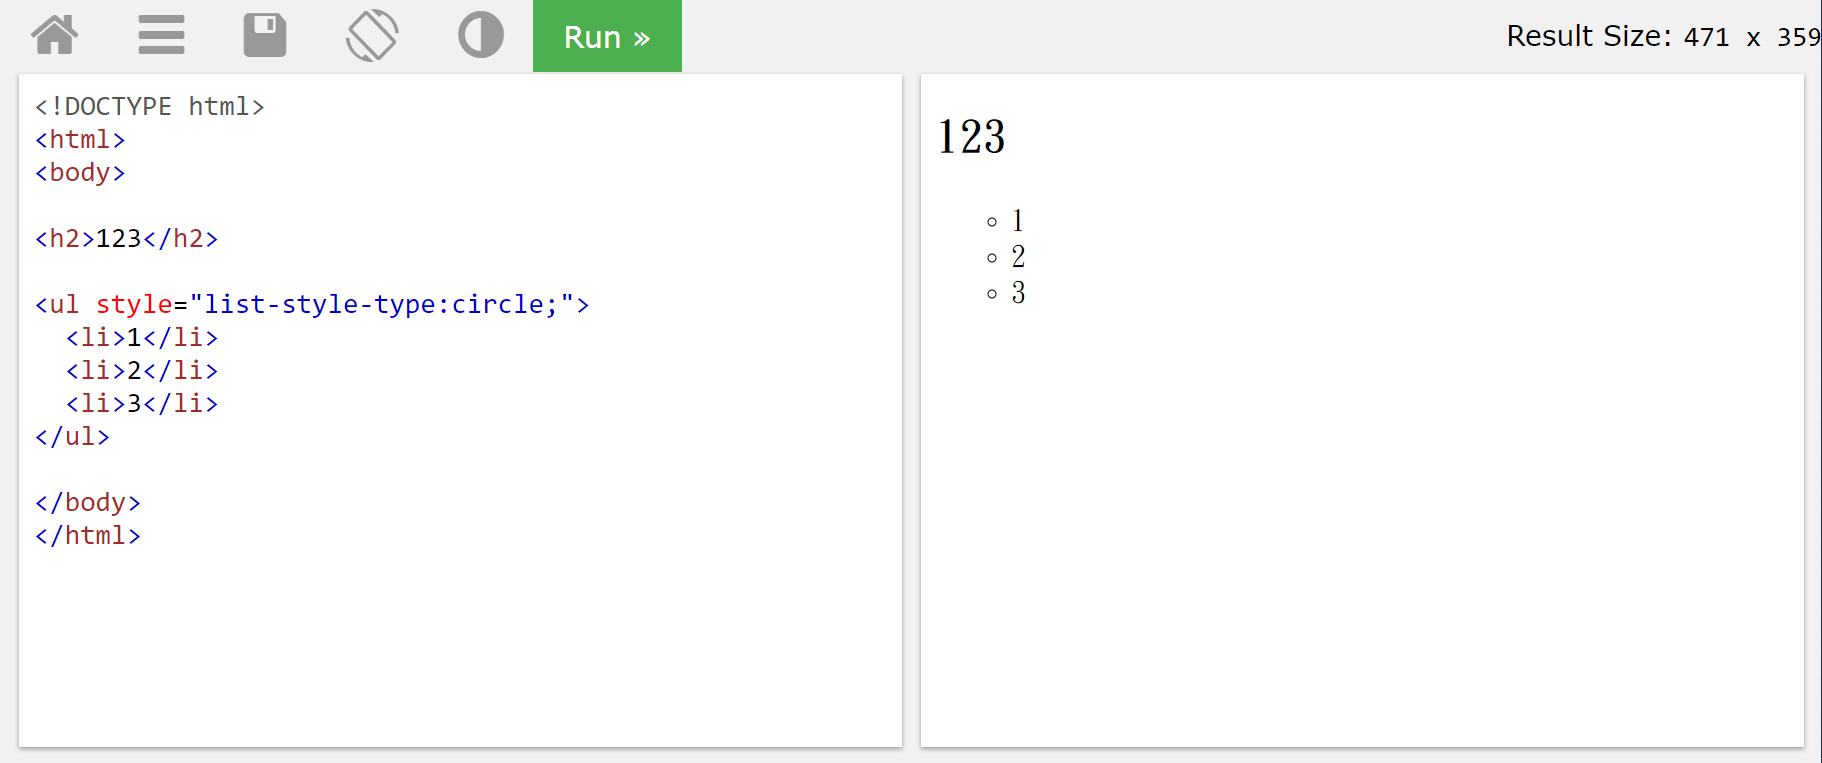 Run »
Result Size: 471 x 359
<!DOCTYPE html>
<html>
<body>
<h2>123</h2>
<ul style="list-style-type:circle;">
  <li>1</li>
  <li>2</li>
  <li>3</li>
</ul>
</body>
</html>
123
1
2
3